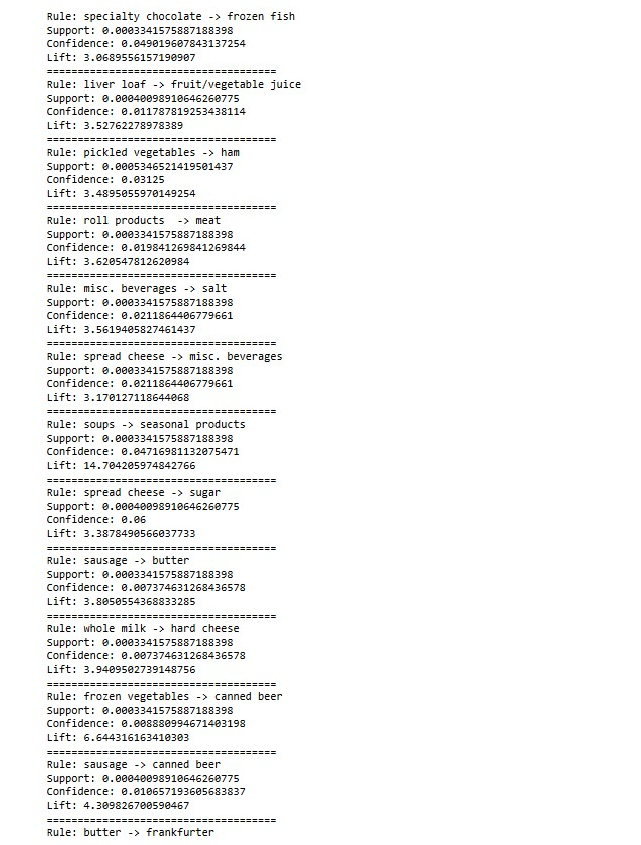 Rule: specialty chocolate -> frozen fish
Support: 0.0003341575887188398
Confidence: 0.049019607843137254
Lift: 3.0689556157190907
=====================================
Rule: liver loaf -> fruit/vegetable juice
Support: 0.00040098910646260775
Confidence: 0.011787819253438114
Lift: 3.52762278978389
=====================================
Rule: pickled vegetables -> ham
Support: 0.0005346521419501437
Confidence: 0.03125
Lift: 3.4895055970149254
=====================================
Rule: roll products  -> meat
Support: 0.0003341575887188398
Confidence: 0.019841269841269844
Lift: 3.620547812620984
=====================================
Rule: misc. beverages -> salt
Support: 0.0003341575887188398
Confidence: 0.0211864406779661
Lift: 3.5619405827461437
=====================================
Rule: spread cheese -> misc. beverages
Support: 0.0003341575887188398
Confidence: 0.0211864406779661
Lift: 3.170127118644068
=====================================
Rule: soups -> seasonal products
Support: 0.0003341575887188398
Confidence: 0.04716981132075471
Lift: 14.704205974842766
=====================================
Rule: spread cheese -> sugar
Support: 0.00040098910646260775
Confidence: 0.06
Lift: 3.3878490566037733
=====================================
Rule: sausage -> butter
Support: 0.0003341575887188398
Confidence: 0.007374631268436578
Lift: 3.8050554368833285
=====================================
Rule: whole milk -> hard cheese
Support: 0.0003341575887188398
Confidence: 0.007374631268436578
Lift: 3.9409502739148756
=====================================
Rule: frozen vegetables -> canned beer
Support: 0.0003341575887188398
Confidence: 0.008880994671403198
Lift: 6.644316163410303
=====================================
Rule: sausage -> canned beer
Support: 0.00040098910646260775
Confidence: 0.010657193605683837
Lift: 4.309826700590467
=====================================
Rule: butter -> frankfurter